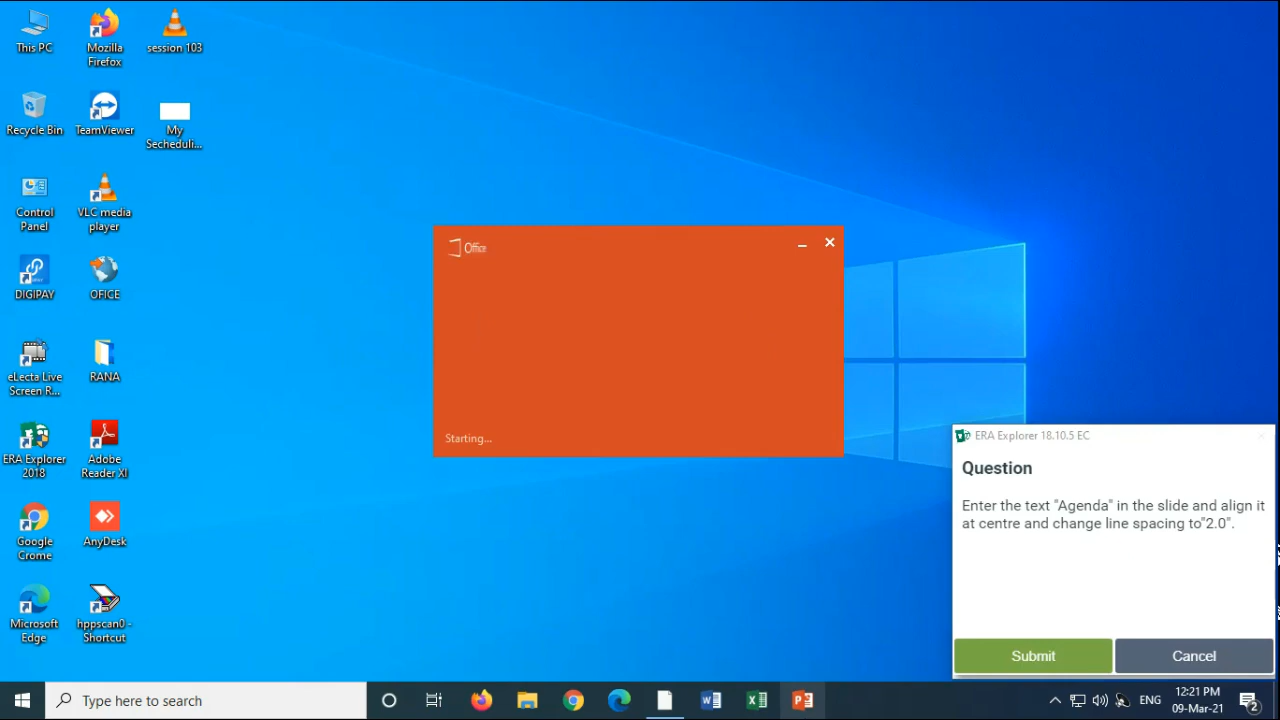 This PC
Mozilla
Firefox
session 103
Recycle Bin
TeamViewer
My
Secheduli...
Control
Panel
VLC media
player
DIGIPAY
OFICE
eLecta Live
Screen R...
RANA
ERA Explorer
2018
Adobe
Reader XI
Google
Crome
AnyDesk
Microsoft
Edge
hppscan0 -
Shortcut
Office
Starting...
ERA Explorer 18.10.5 EC
Question
Enter the text "Agenda" in the slide and align it
at centre and change line spacing to"2.0".
Submit
Cancel
Type here to search
ENG
12:21 PM
09-Mar-21
2